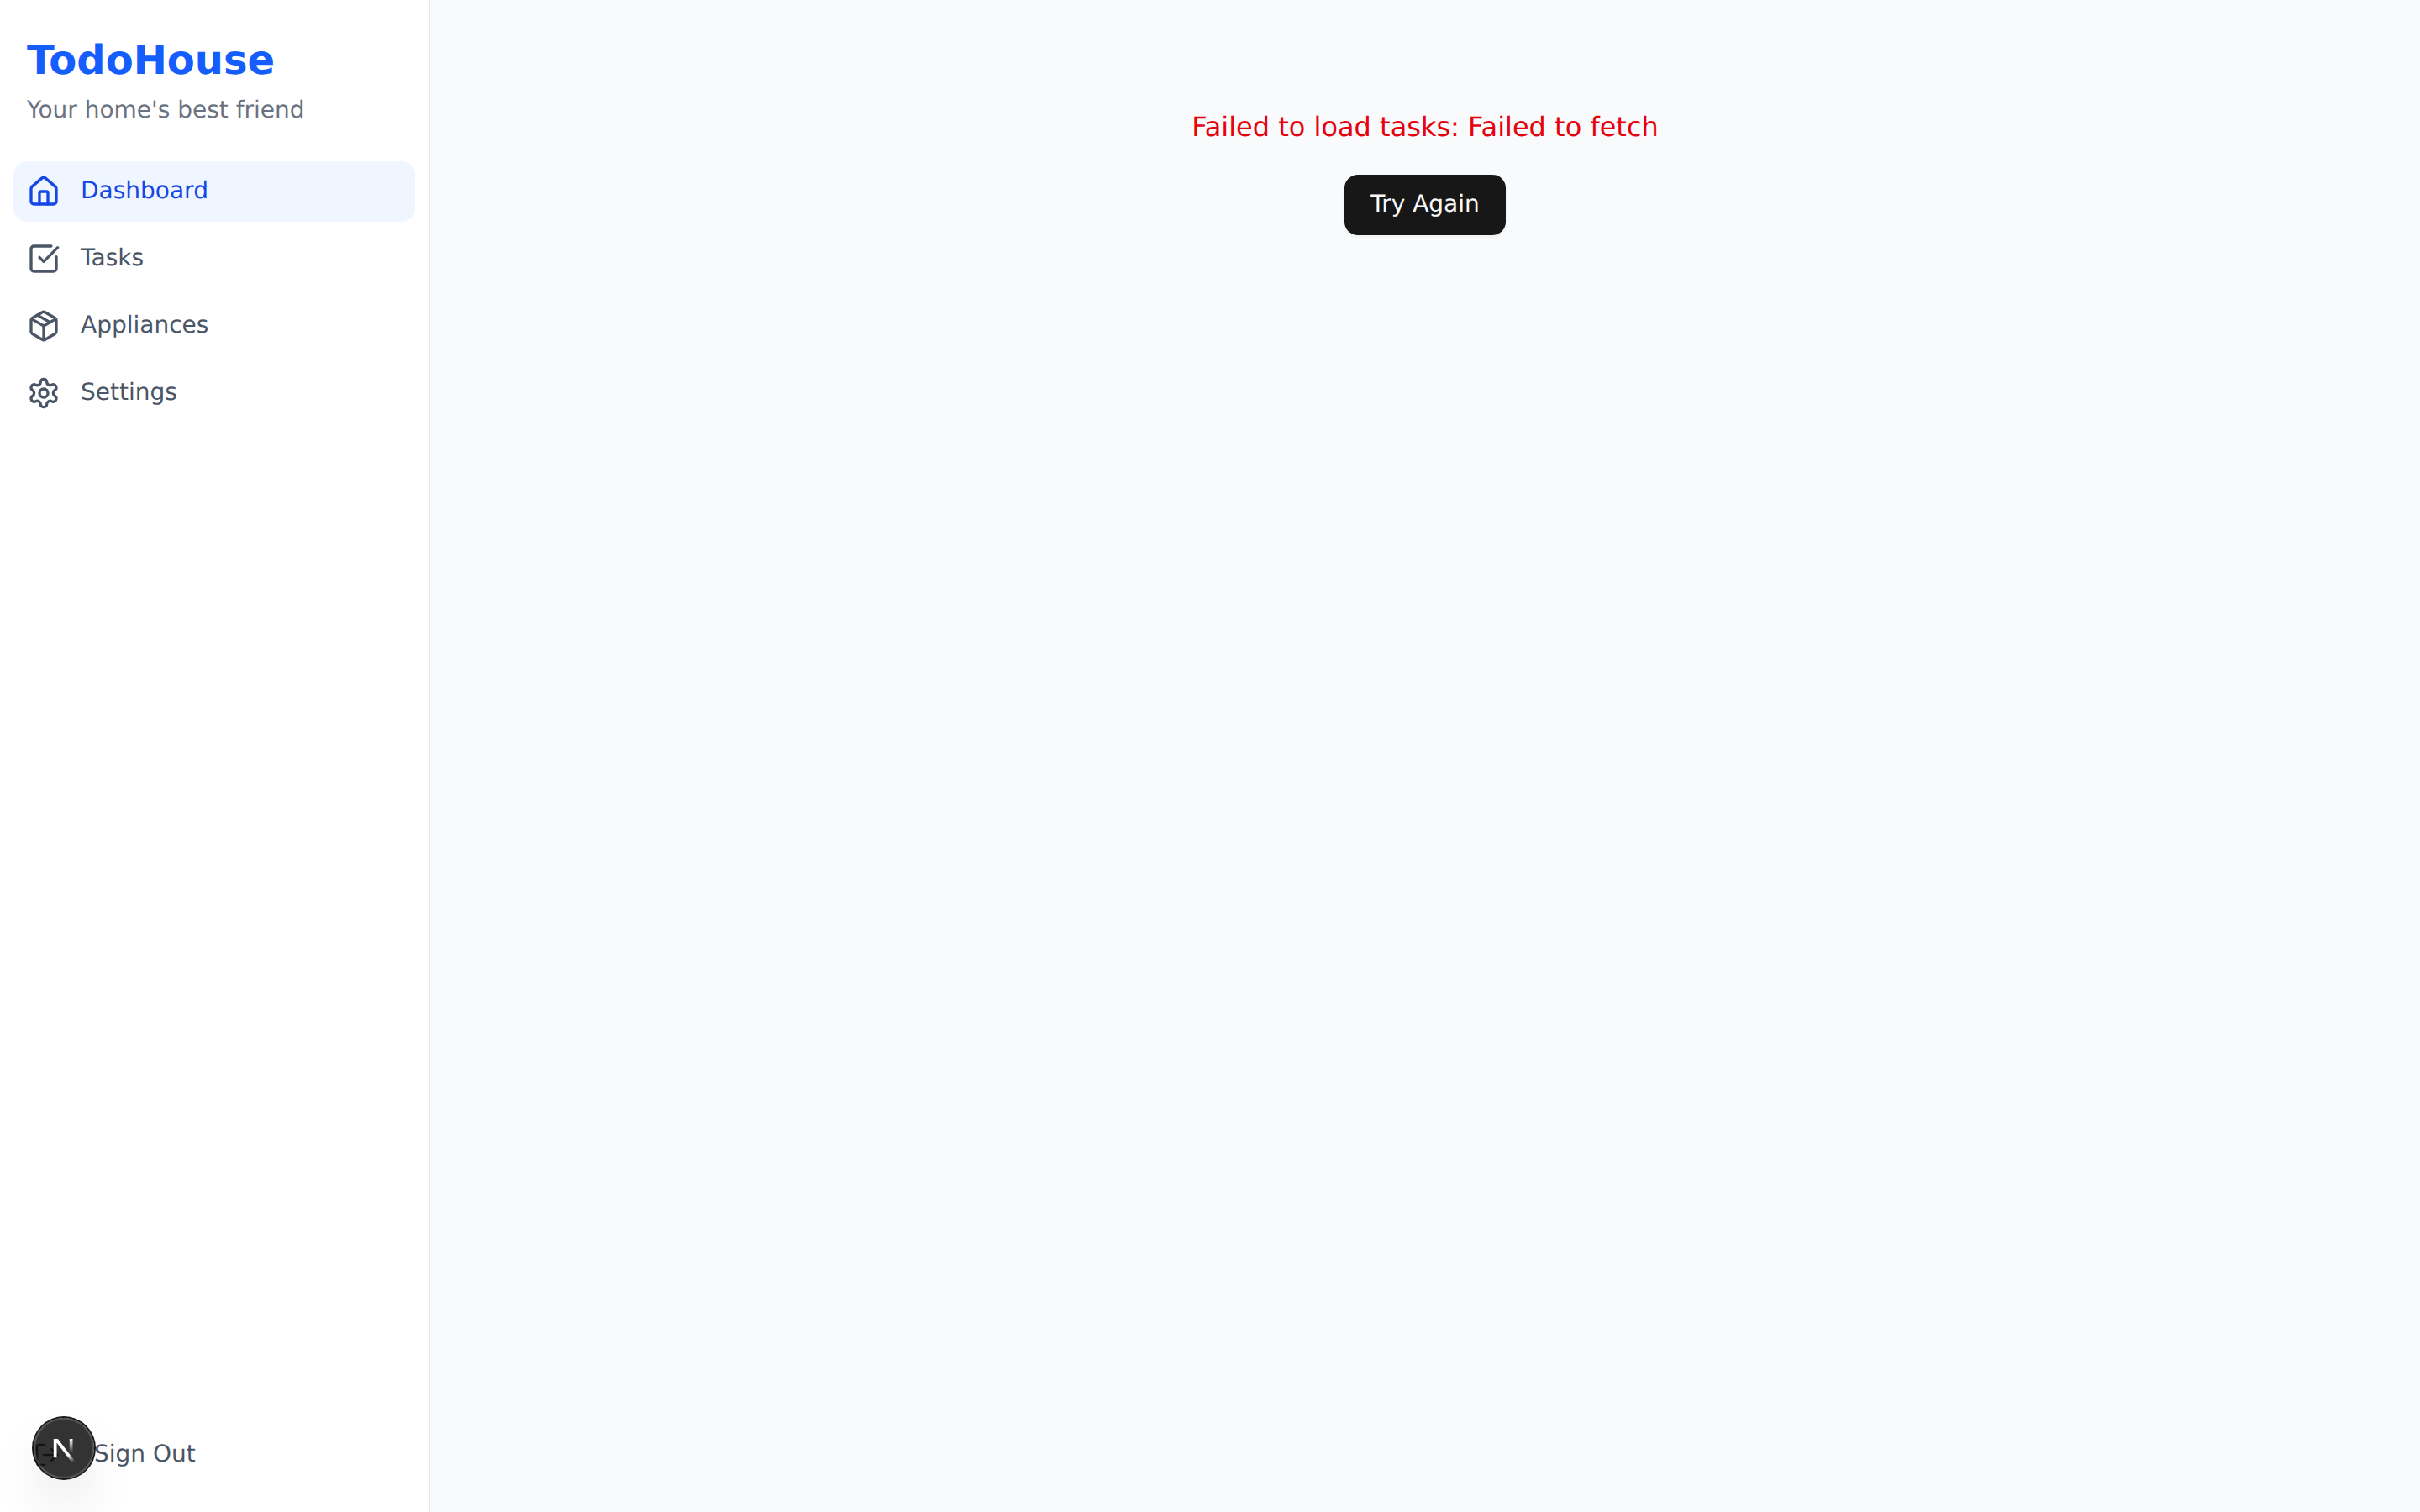 TodoHouse
Your home's best friend
Dashboard
Tasks
Appliances
Settings
Failed to load tasks: Failed to fetch
Try Again
N
Sign Out